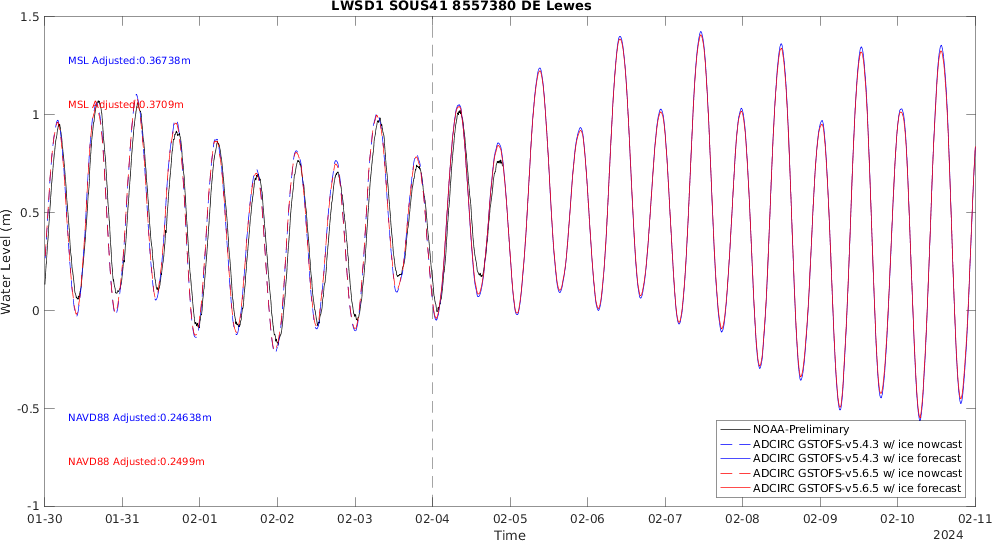 LWSD1 SOUS41 8557380 DE Lewes
1.5
1
0.5
0
-0.5
-1
Water Level (m)
MSL Adjusted:0.36738m
MSL Adjusted:0.3709m
NAVD88 Adjusted:0.24638m
NAVD88 Adjusted:0.2499m
NOAA-Preliminary
ADCIRC GSTOFS-v5.4.3 w/ ice nowcast
ADCIRC GSTOFS-v5.4.3 w/ ice forecast
ADCIRC GSTOFS-v5.6.5 w/ ice nowcast
ADCIRC GSTOFS-v5.6.5 w/ ice forecast
01-30 01-31 02-01 02-02 02-03 02-04 02-05 02-06 02-07 02-08 02-09 02-10 02-11
Time
2024